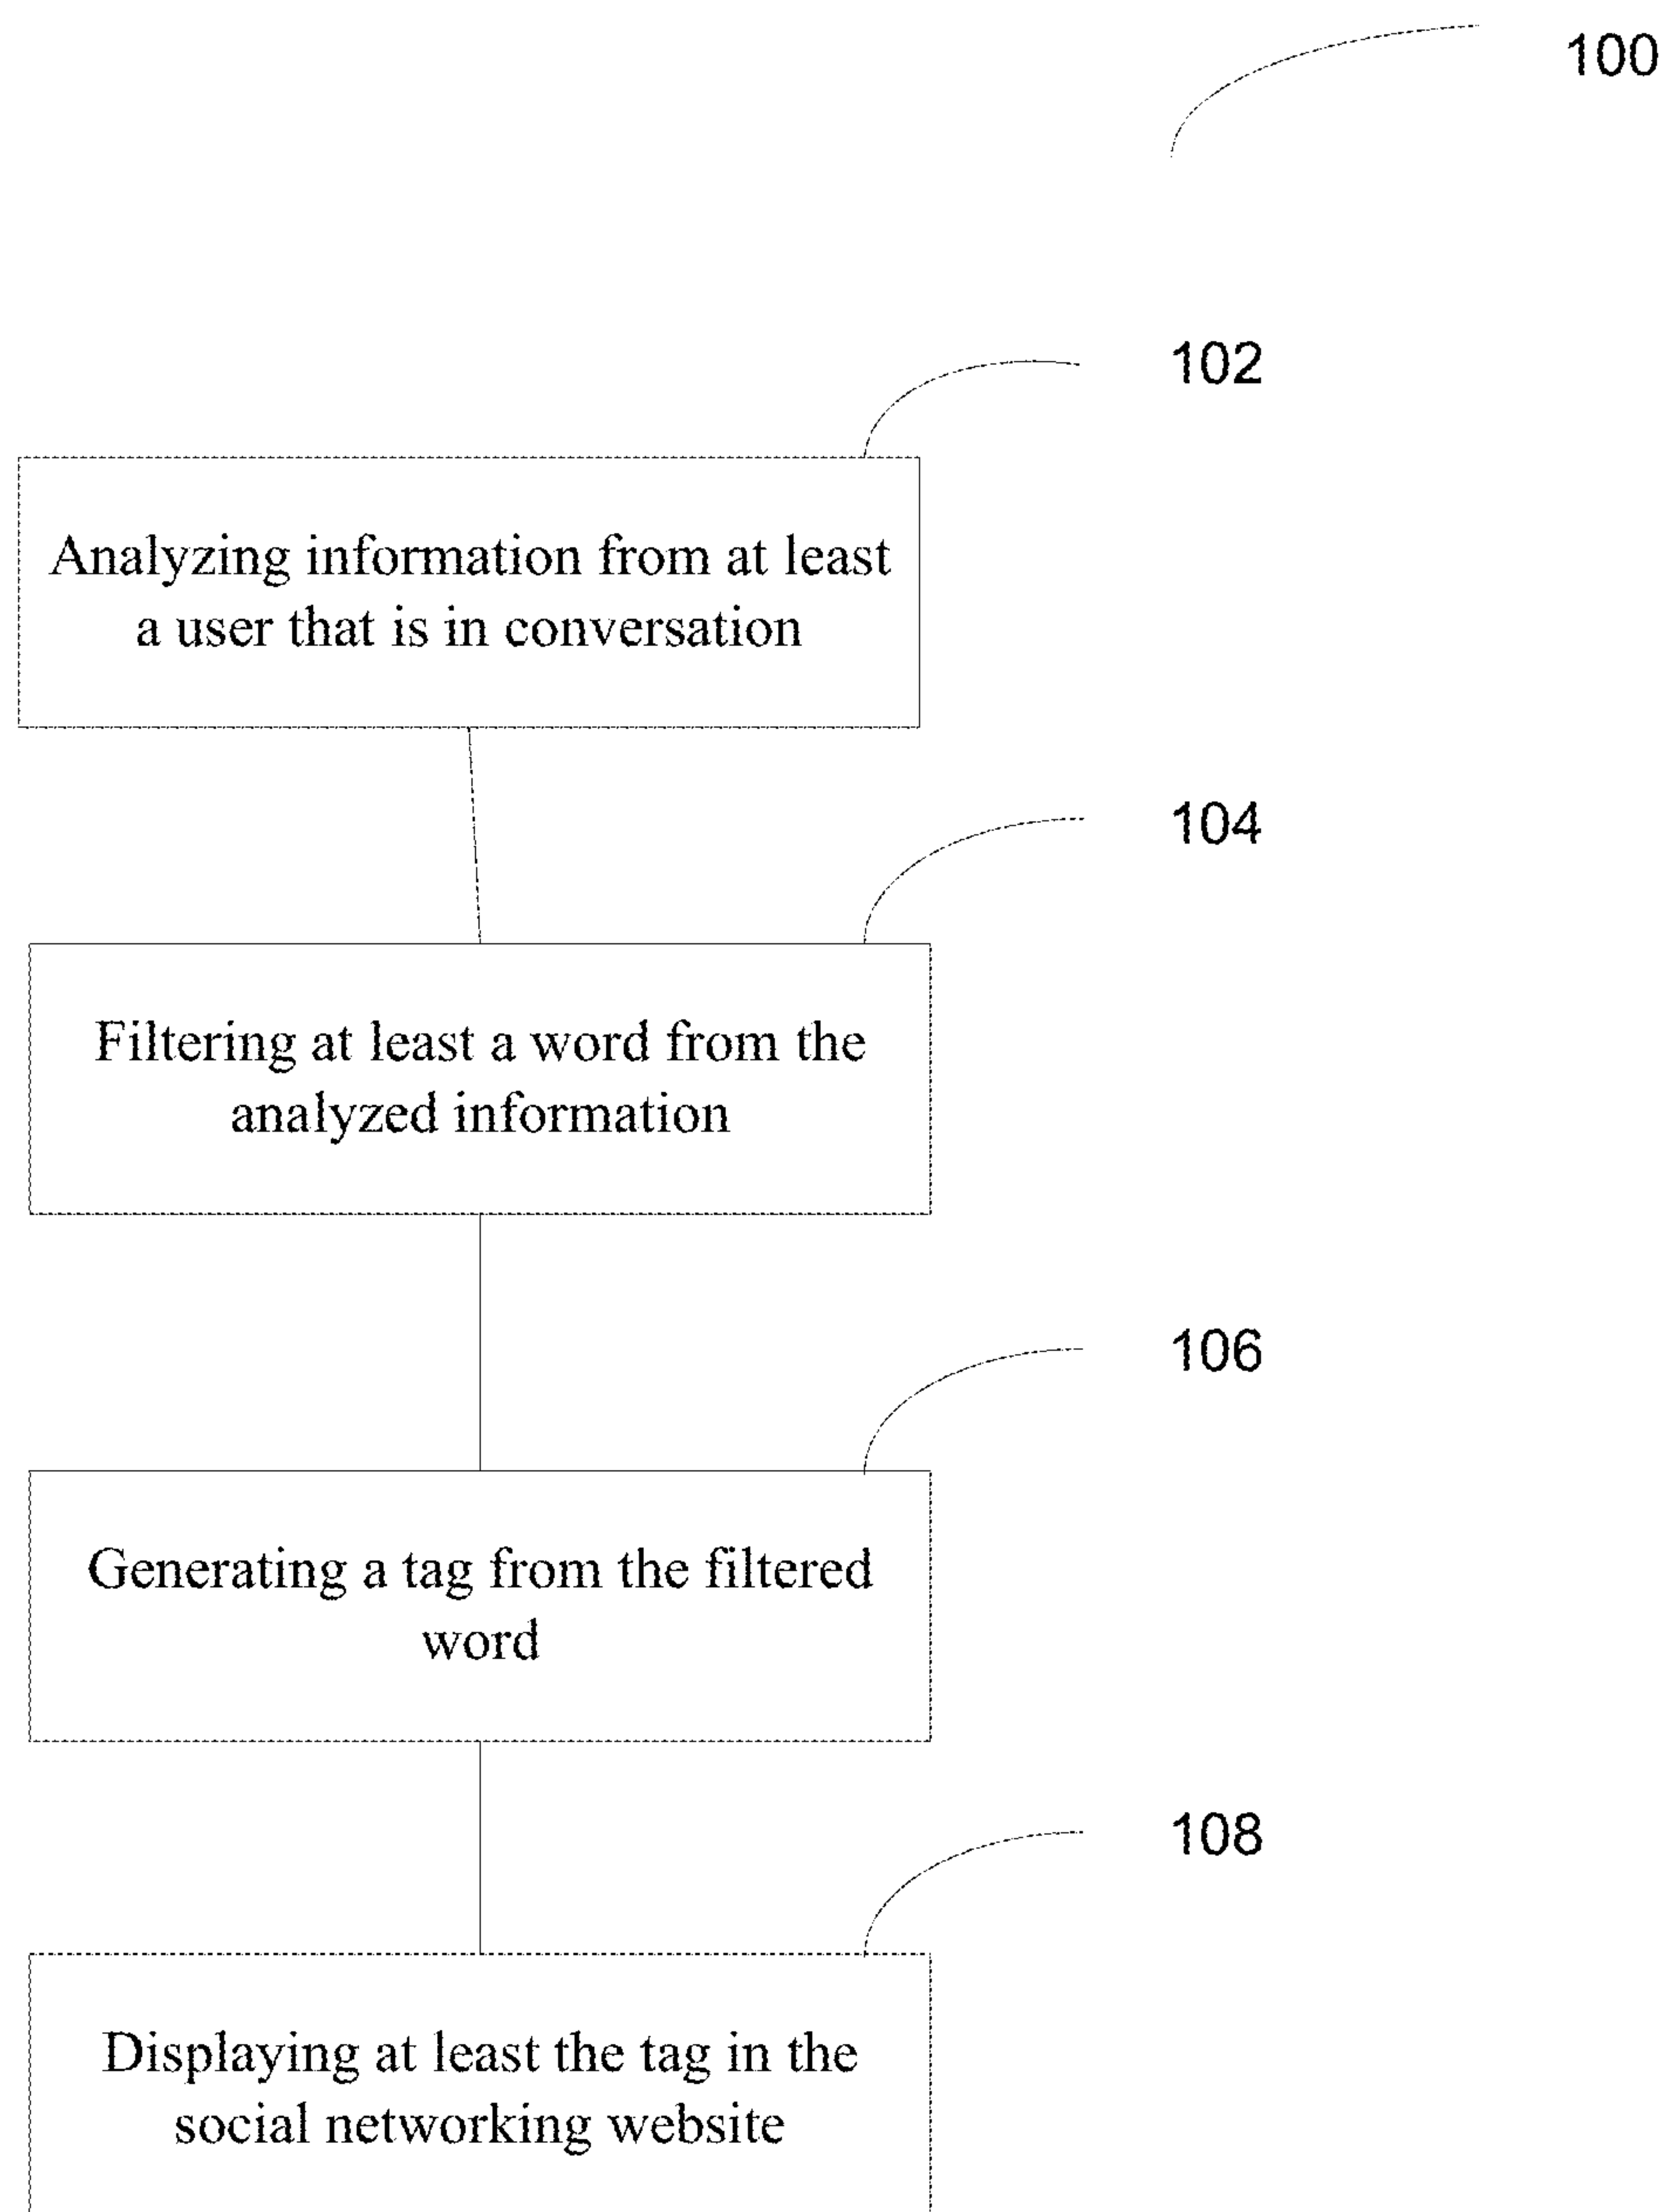 100
102
Analyzing information from at least
a user that is in conversation
104
Filtering at least a word from the
analyzed information
106
Generating a tag from the filtered
word
108
Displaying at least the tag in the
social networking website